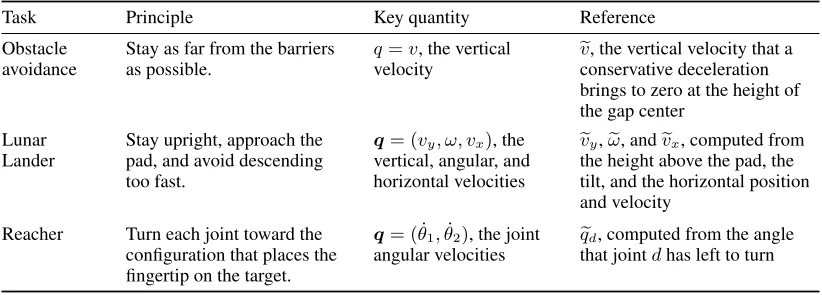 Task Principle Key quantity Reference
Obstacle Stay as far from the barriers q = v, the vertical ṽ, the vertical velocity that a
avoidance as possible. velocity conservative deceleration
brings to zero at the height of
the gap center
Lunar Stay upright, approach the q = (v_y, ω, v_x), the ṽ_y, ω̃, and ṽ_x, computed from
Lander pad, and avoid descending vertical, angular, and the height above the pad, the
too fast. horizontal velocities tilt, and the horizontal position
and velocity
Reacher Turn each joint toward the q = (θ̇₁, θ̇₂), the joint q̃_d, computed from the angle
configuration that places the angular velocities that joint d has left to turn
fingertip on the target.